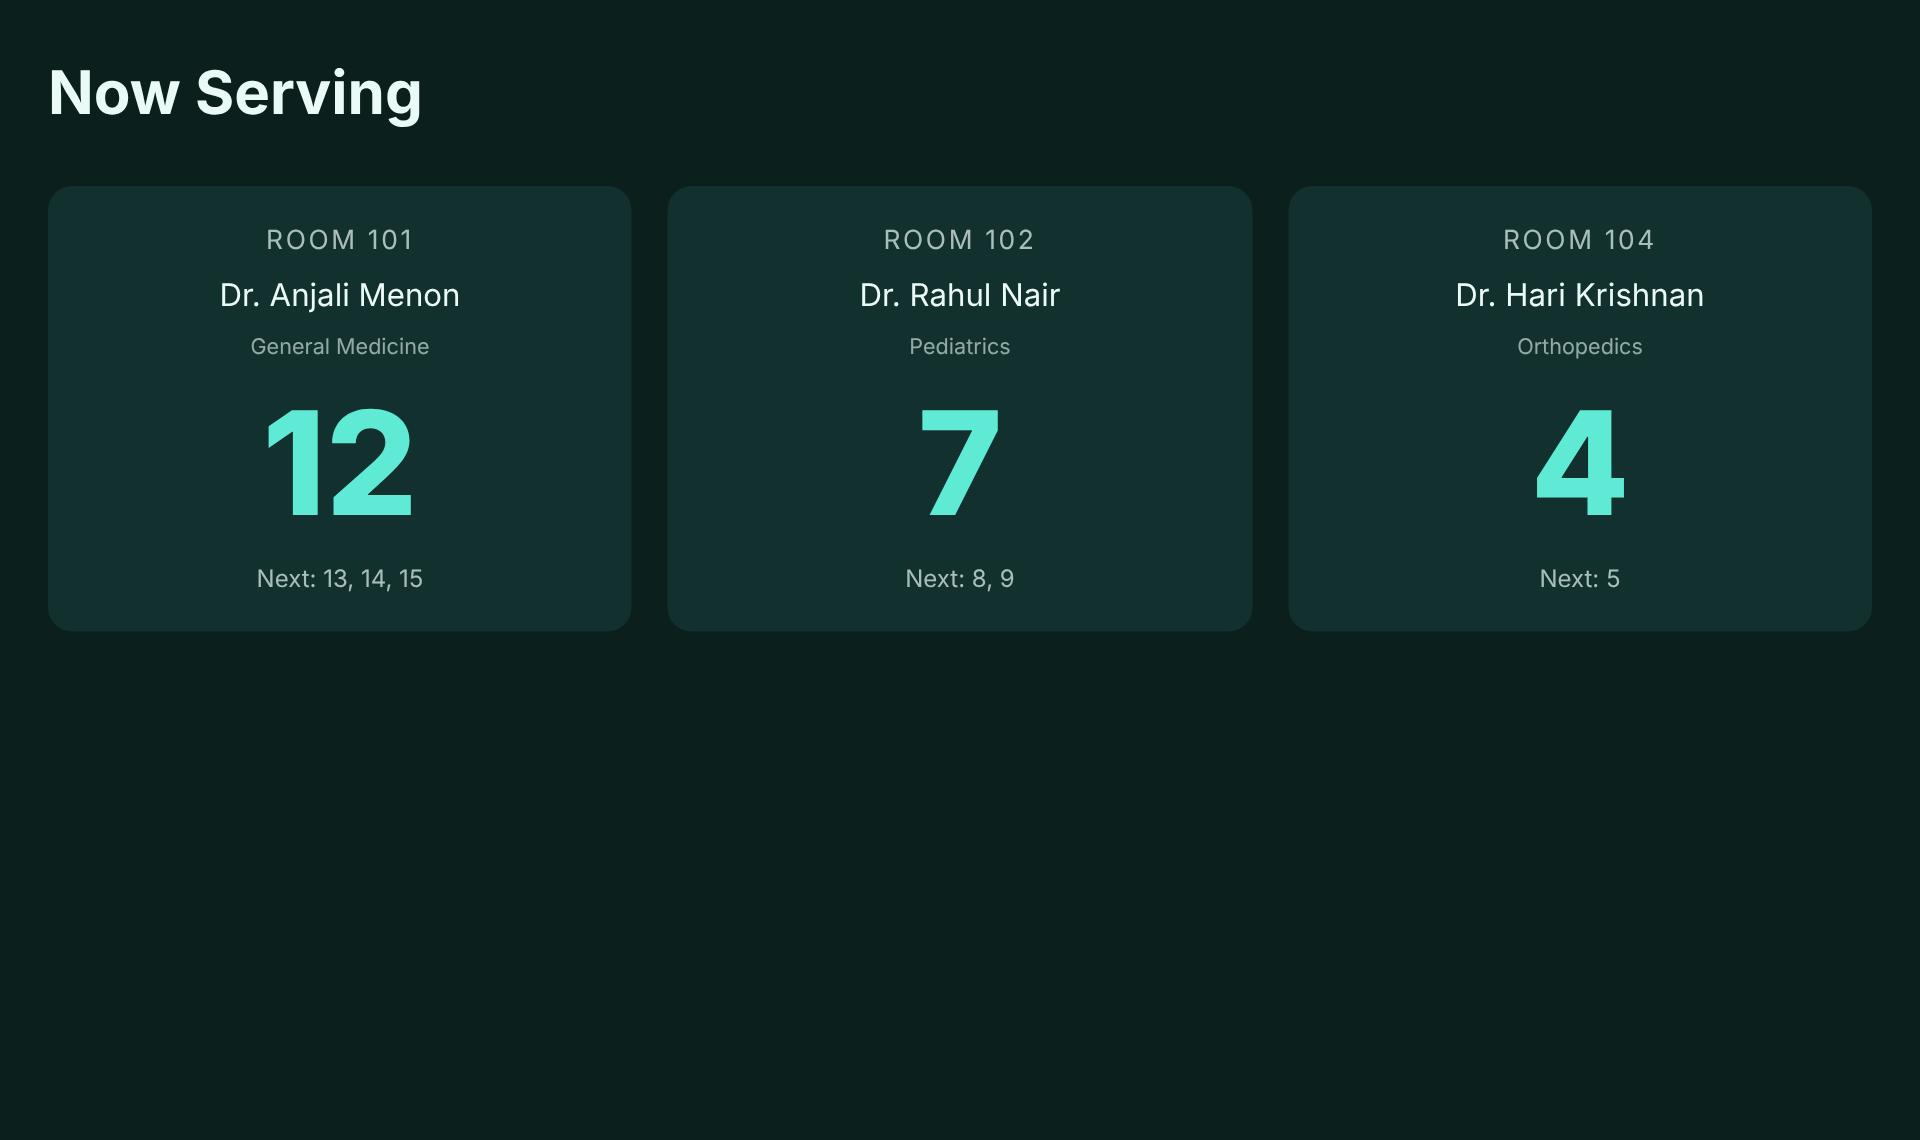 Now Serving
ROOM 101
Dr. Anjali Menon
General Medicine
12
Next: 13, 14, 15
ROOM 102
Dr. Rahul Nair
Pediatrics
7
Next: 8, 9
ROOM 104
Dr. Hari Krishnan
Orthopedics
4
Next: 5